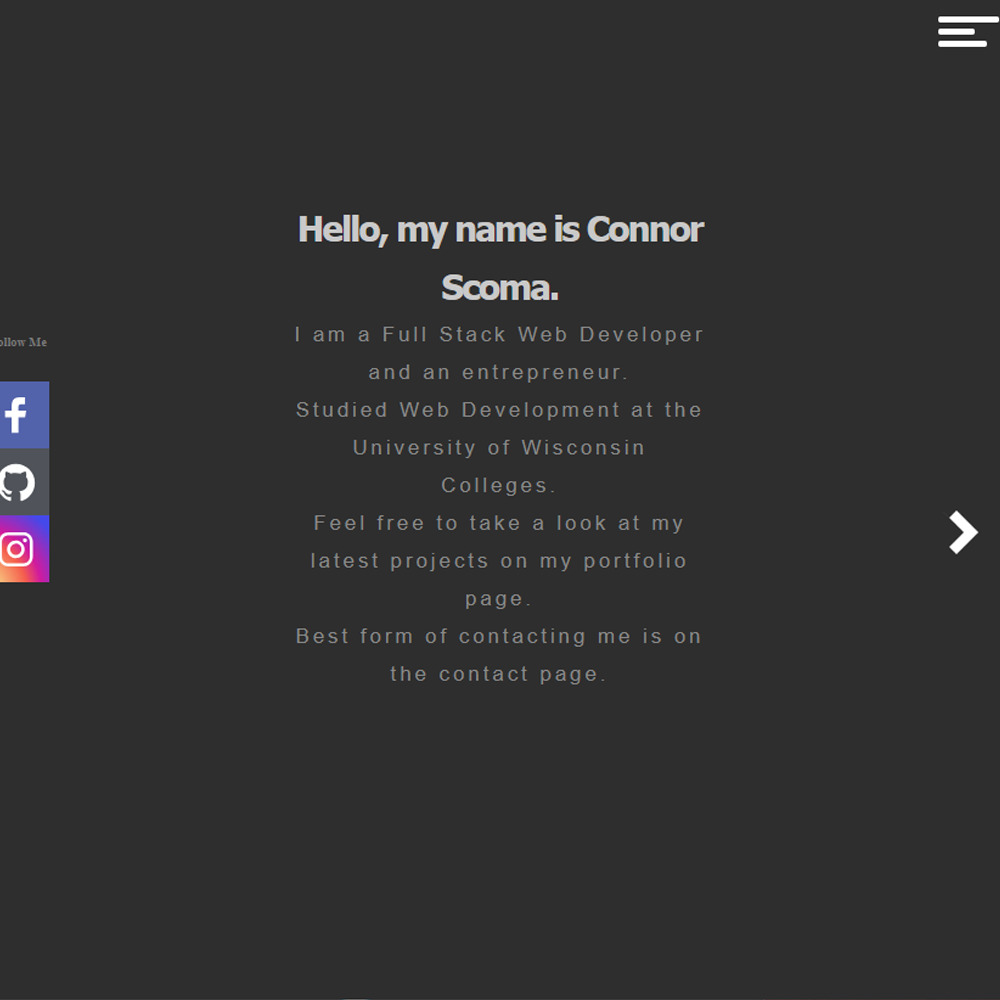 Hello, my name is Connor
Scoma.
I am a Full Stack Web Developer
and an entrepreneur.
Studied Web Development at the
University of Wisconsin
Colleges.
Feel free to take a look at my
latest projects on my portfolio
page.
Best form of contacting me is on
the contact page.
ollow Me